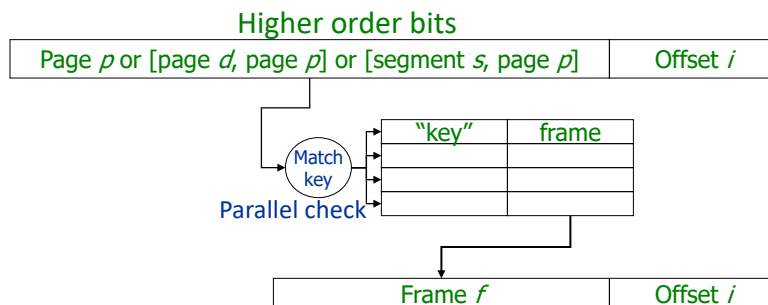 Higher order bits
Page p or [page d, page p] or [segment s, page p] Offset i
“key” frame
Match
key
Parallel check
Frame f Offset i